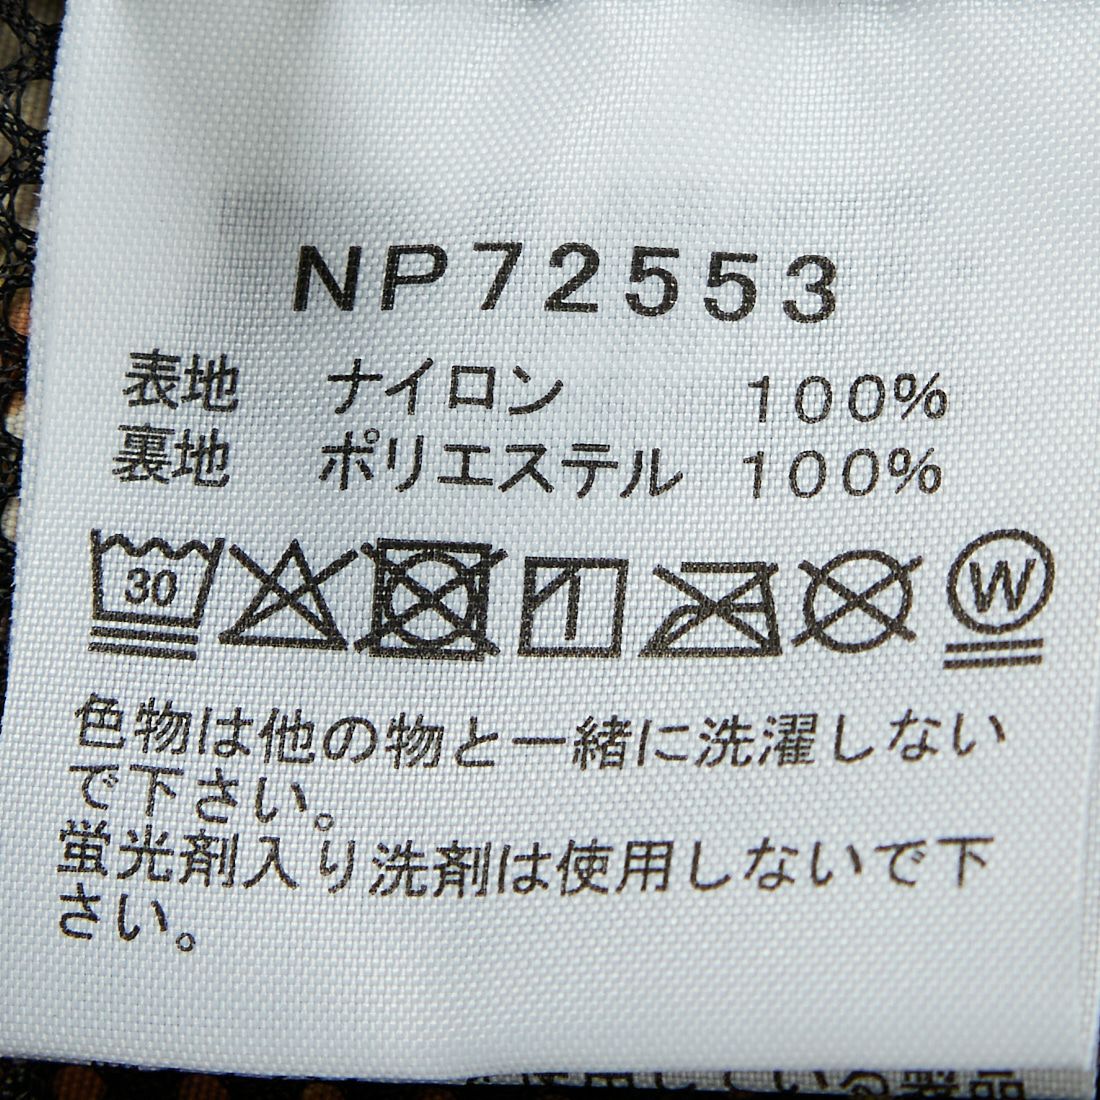 NP72553
表地 ナイロン 100%
裏地 ポリエステル 100%
30 W
色物は他の物と一緒に洗濯しない
で下さい。
蛍光剤入り洗剤は使用しないで下
さい。